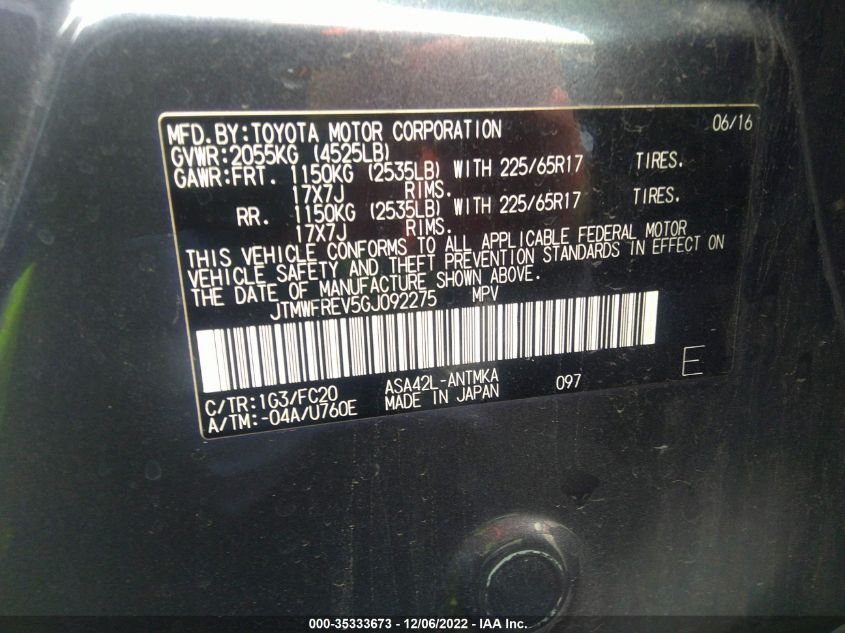 MFD.BY:TOYOTA MOTOR CORPORATION 06/16
GVWR:2055KG (4525LB)
GAWR:FRT. 1150KG (2535LB) WITH 225/65R17 TIRES.
17X7J RIMS.
RR. 1150KG (2535LB) WITH 225/65R17 TIRES.
17X7J RIMS.
THIS VEHICLE CONFORMS TO ALL APPLICABLE FEDERAL MOTOR
VEHICLE SAFETY AND THEFT PREVENTION STANDARDS IN EFFECT ON
THE DATE OF MANUFACTURE SHOWN ABOVE.
JTMWFREV5GJ092275 MPV
C/TR:1G3/FC20 ASA42L-ANTMKA 097 E
A/TM:-04A/U760E MADE IN JAPAN
000-35333673 - 12/06/2022 - IAA Inc.